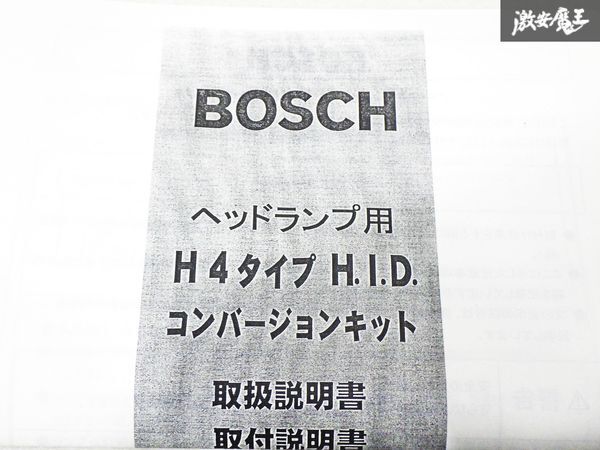 激安魔王
BOSCH
ヘッドランプ用
H4タイプ H.I.D.
コンバージョンキット
取扱説明書
取付説明書